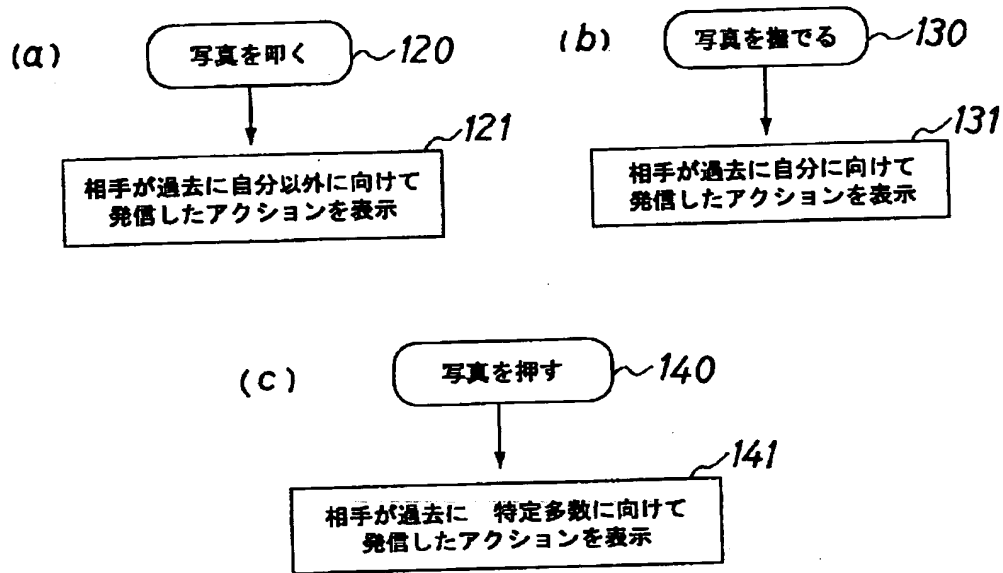 (a)
写真を叩く
120
121
相手が過去に自分以外に向けて
発信したアクションを表示
(b)
写真を撫でる
130
131
相手が過去に自分に向けて
発信したアクションを表示
(c)
写真を押す
140
141
相手が過去に 特定多数に向けて
発信したアクションを表示